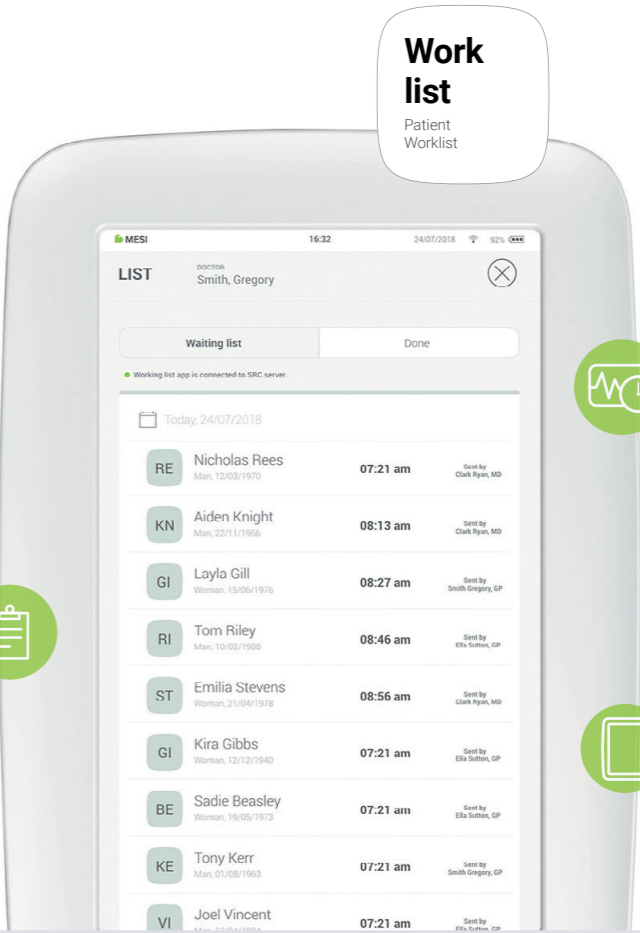 Work
list
Patient
Worklist
MESI 16:32 24/07/2018 92%
LIST
DOCTOR
Smith, Gregory
Waiting list Done
Working list app is connected to SRC server
Today, 24/07/2018
RE Nicholas Rees 07:21 am Sent by
Man, 12/03/1970 Clark Ryan, MD
KN Aiden Knight 08:13 am Sent by
Man, 22/11/1966 Clark Ryan, MD
GI Layla Gill 08:27 am Sent by
Woman, 15/06/1976 Smith Gregory, GP
RI Tom Riley 08:46 am Sent by
Man, 10/02/1988 Ella Sutton, GP
ST Emilia Stevens 08:56 am Sent by
Woman, 21/04/1978 Clark Ryan, MD
GI Kira Gibbs 07:21 am Sent by
Woman, 12/12/1940 Ella Sutton, GP
BE Sadie Beasley 07:21 am Sent by
Woman, 19/05/1973 Ella Sutton, GP
KE Tony Kerr 07:21 am Sent by
Man, 01/08/1963 Smith Gregory, GP
VI Joel Vincent 07:21 am Sent by
Ella Sutton, GP